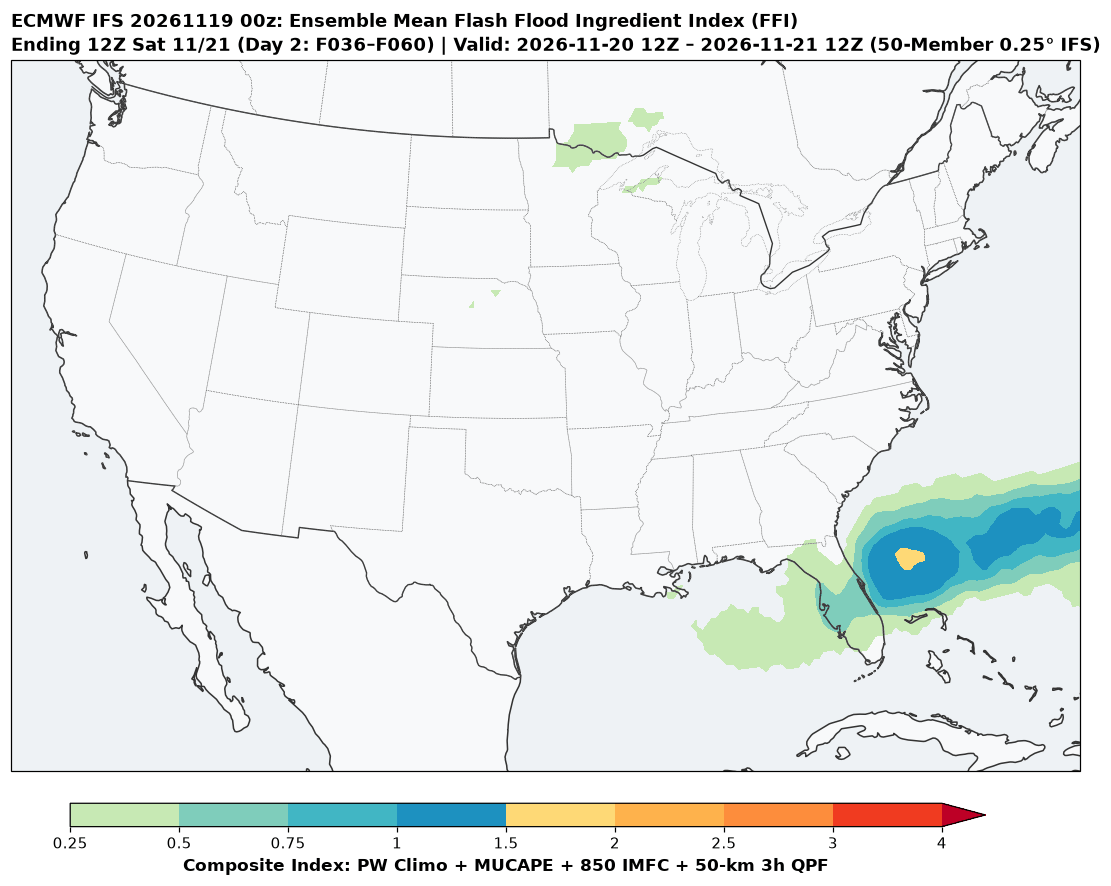 ECMWF IFS 20261119 00z: Ensemble Mean Flash Flood Ingredient Index (FFI)
Ending 12Z Sat 11/21 (Day 2: F036–F060) | Valid: 2026-11-20 12Z – 2026-11-21 12Z (50-Member 0.25° IFS)
0.25 0.5 0.75 1 1.5 2 2.5 3 4
Composite Index: PW Climo + MUCAPE + 850 IMFC + 50-km 3h QPF